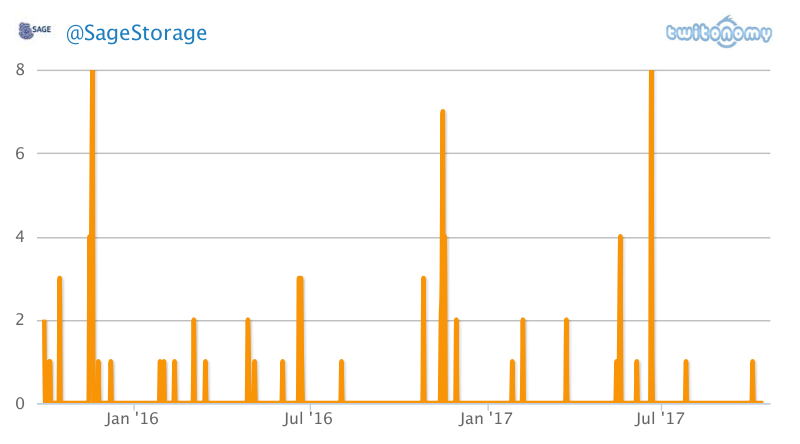 SAGE
@SageStorage
twitonomy
8
6
4
2
0
Jan '16
Jul '16
Jan '17
Jul '17